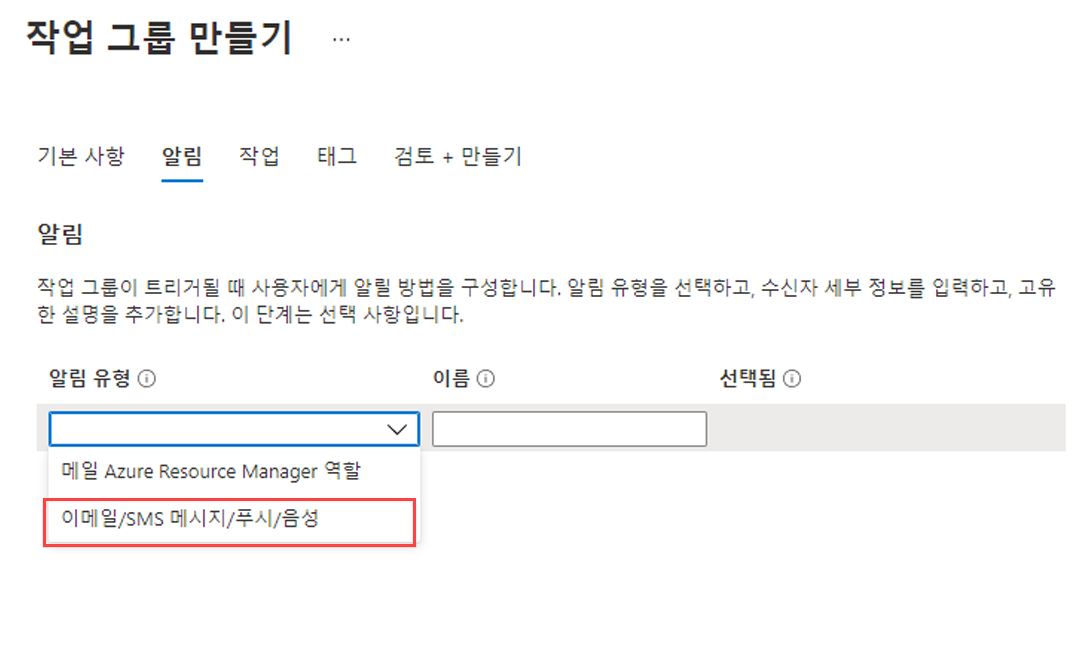 작업 그룹 만들기 ...
기본 사항 알림 작업 태그 검토 + 만들기
알림
작업 그룹이 트리거될 때 사용자에게 알릴 방법을 구성합니다. 알림 유형을 선택하고, 수신자 세부 정보를 입력하고, 고유
한 설명을 추가합니다. 이 단계는 선택 사항입니다.
알림 유형 이름 선택됨
메일 Azure Resource Manager 역할
이메일/SMS 메시지/푸시/음성